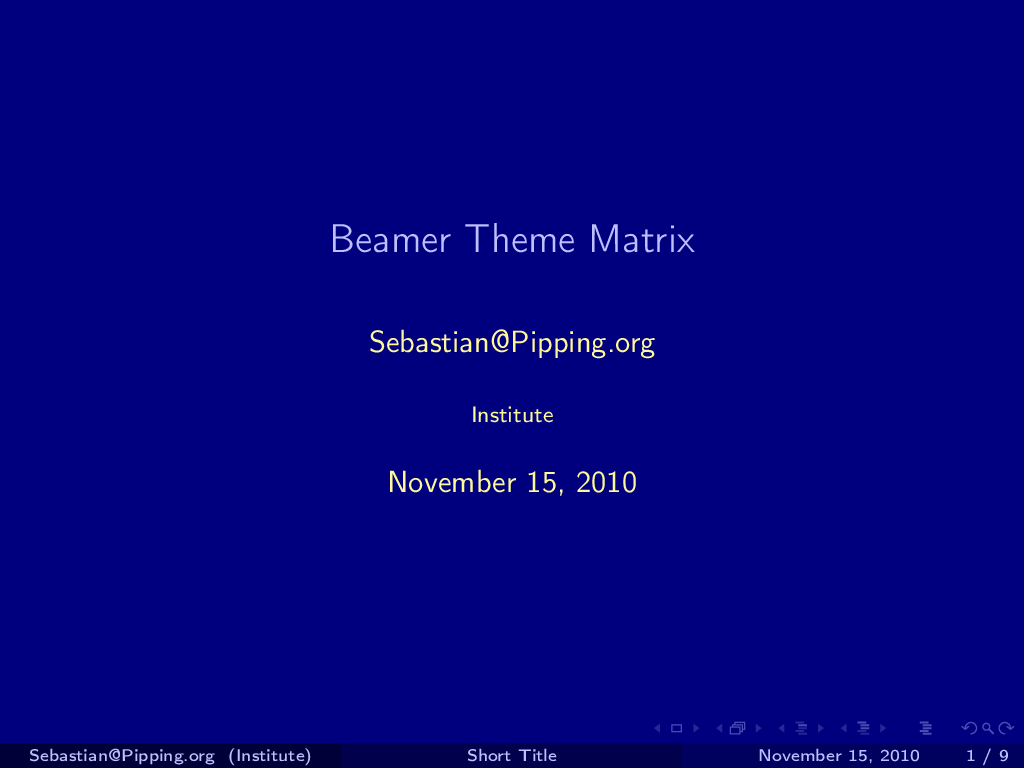 Beamer Theme Matrix
Sebastian@Pipping.org
Institute
November 15, 2010
Sebastian@Pipping.org (Institute) Short Title November 15, 2010 1 / 9